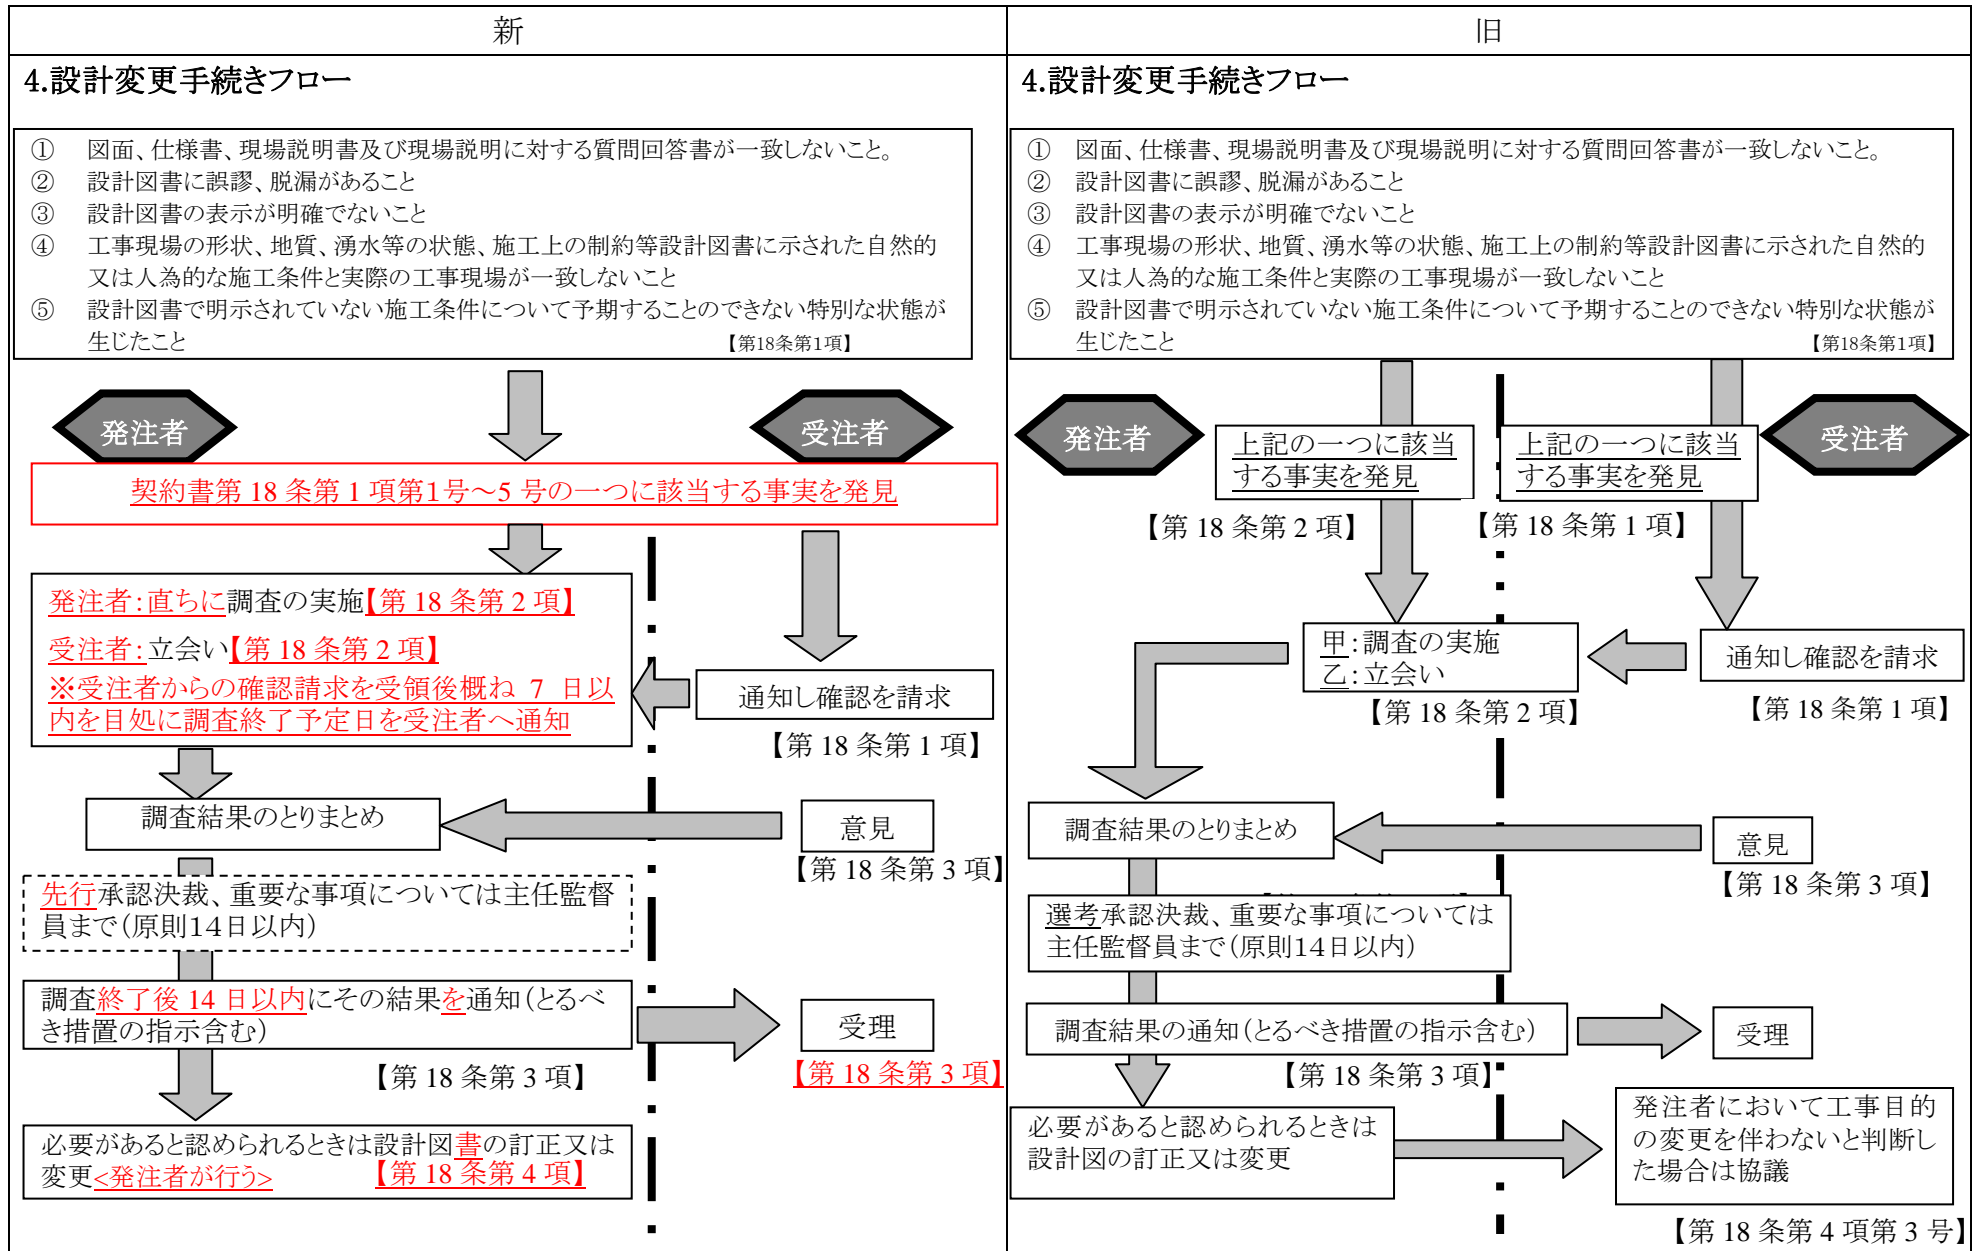 新
4.設計変更手続きフロー
① 図面、仕様書、現場説明書及び現場説明に対する質問回答書が一致しないこと。
② 設計図書に誤謬、脱漏があること
③ 設計図書の表示が明確でないこと
④ 工事現場の形状、地質、湧水等の状態、施工上の制約等設計図書に示された自然的
又は人為的な施工条件と実際の工事現場が一致しないこと
⑤ 設計図書で明示されていない施工条件について予期することのできない特別な状態が
生じたこと 【第18条第1項】
発注者
受注者
契約書第 18 条第 1 項第1号～5 号の一つに該当する事実を発見
発注者：直ちに調査の実施【第 18 条第 2 項】
受注者：立会い【第 18 条第 2 項】
※受注者からの確認請求を受領後概ね 7 日以
内を目処に調査終了予定日を受注者へ通知
通知し確認を請求
【第 18 条第 1 項】
調査結果のとりまとめ
意見
【第 18 条第 3 項】
先行承認決裁、重要な事項については主任監督
員まで（原則14日以内）
調査終了後 14 日以内にその結果を通知（とるべ
き措置の指示含む）
【第 18 条第 3 項】
受理
【第 18 条第 3 項】
必要があると認められるときは設計図書の訂正又は
変更<発注者が行う> 【第 18 条第 4 項】
旧
4.設計変更手続きフロー
① 図面、仕様書、現場説明書及び現場説明に対する質問回答書が一致しないこと。
② 設計図書に誤謬、脱漏があること
③ 設計図書の表示が明確でないこと
④ 工事現場の形状、地質、湧水等の状態、施工上の制約等設計図書に示された自然的
又は人為的な施工条件と実際の工事現場が一致しないこと
⑤ 設計図書で明示されていない施工条件について予期することのできない特別な状態が
生じたこと 【第18条第1項】
発注者
上記の一つに該当
する事実を発見
【第 18 条第 2 項】
上記の一つに該当
する事実を発見
【第 18 条第 1 項】
受注者
甲：調査の実施
乙：立会い
【第 18 条第 2 項】
通知し確認を請求
【第 18 条第 1 項】
調査結果のとりまとめ
意見
【第 18 条第 3 項】
選考承認決裁、重要な事項については
主任監督員まで（原則14日以内）
調査結果の通知（とるべき措置の指示含む）
【第 18 条第 3 項】
受理
必要があると認められるときは
設計図の訂正又は変更
発注者において工事目的
の変更を伴わないと判断し
た場合は協議
【第 18 条第 4 項第 3 号】